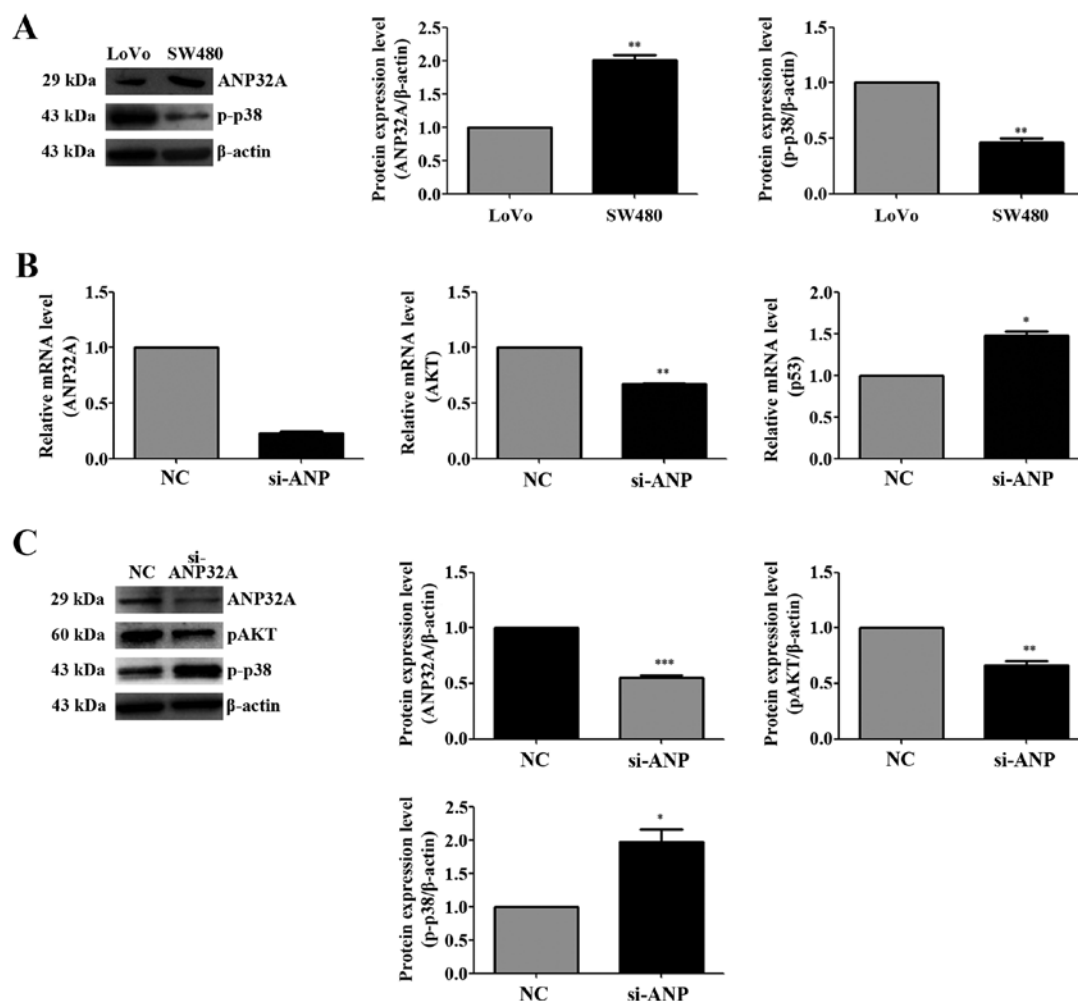 A
LoVo SW480
29 kDa ANP32A
43 kDa p-p38
43 kDa β-actin
Protein expression level
(ANP32A/β-actin)
2.5
2.0
1.5
1.0
0.5
0.0
**
LoVo SW480
Protein expression level
(p-p38/β-actin)
1.5
1.0
0.5
0.0
**
LoVo SW480
B
Relative mRNA level
(ANP32A)
1.5
1.0
0.5
0.0
NC si-ANP
Relative mRNA level
(AKT)
1.5
1.0
0.5
0.0
**
NC si-ANP
Relative mRNA level
(p53)
2.0
1.5
1.0
0.5
0.0
*
NC si-ANP
C
NC si-
ANP32A
29 kDa ANP32A
60 kDa pAKT
43 kDa p-p38
43 kDa β-actin
Protein expression level
(ANP32A/β-actin)
1.5
1.0
0.5
0.0
***
NC si-ANP
Protein expression level
(pAKT/β-actin)
1.5
1.0
0.5
0.0
**
NC si-ANP
Protein expression level
(p-p38/β-actin)
2.5
2.0
1.5
1.0
0.5
0.0
*
NC si-ANP